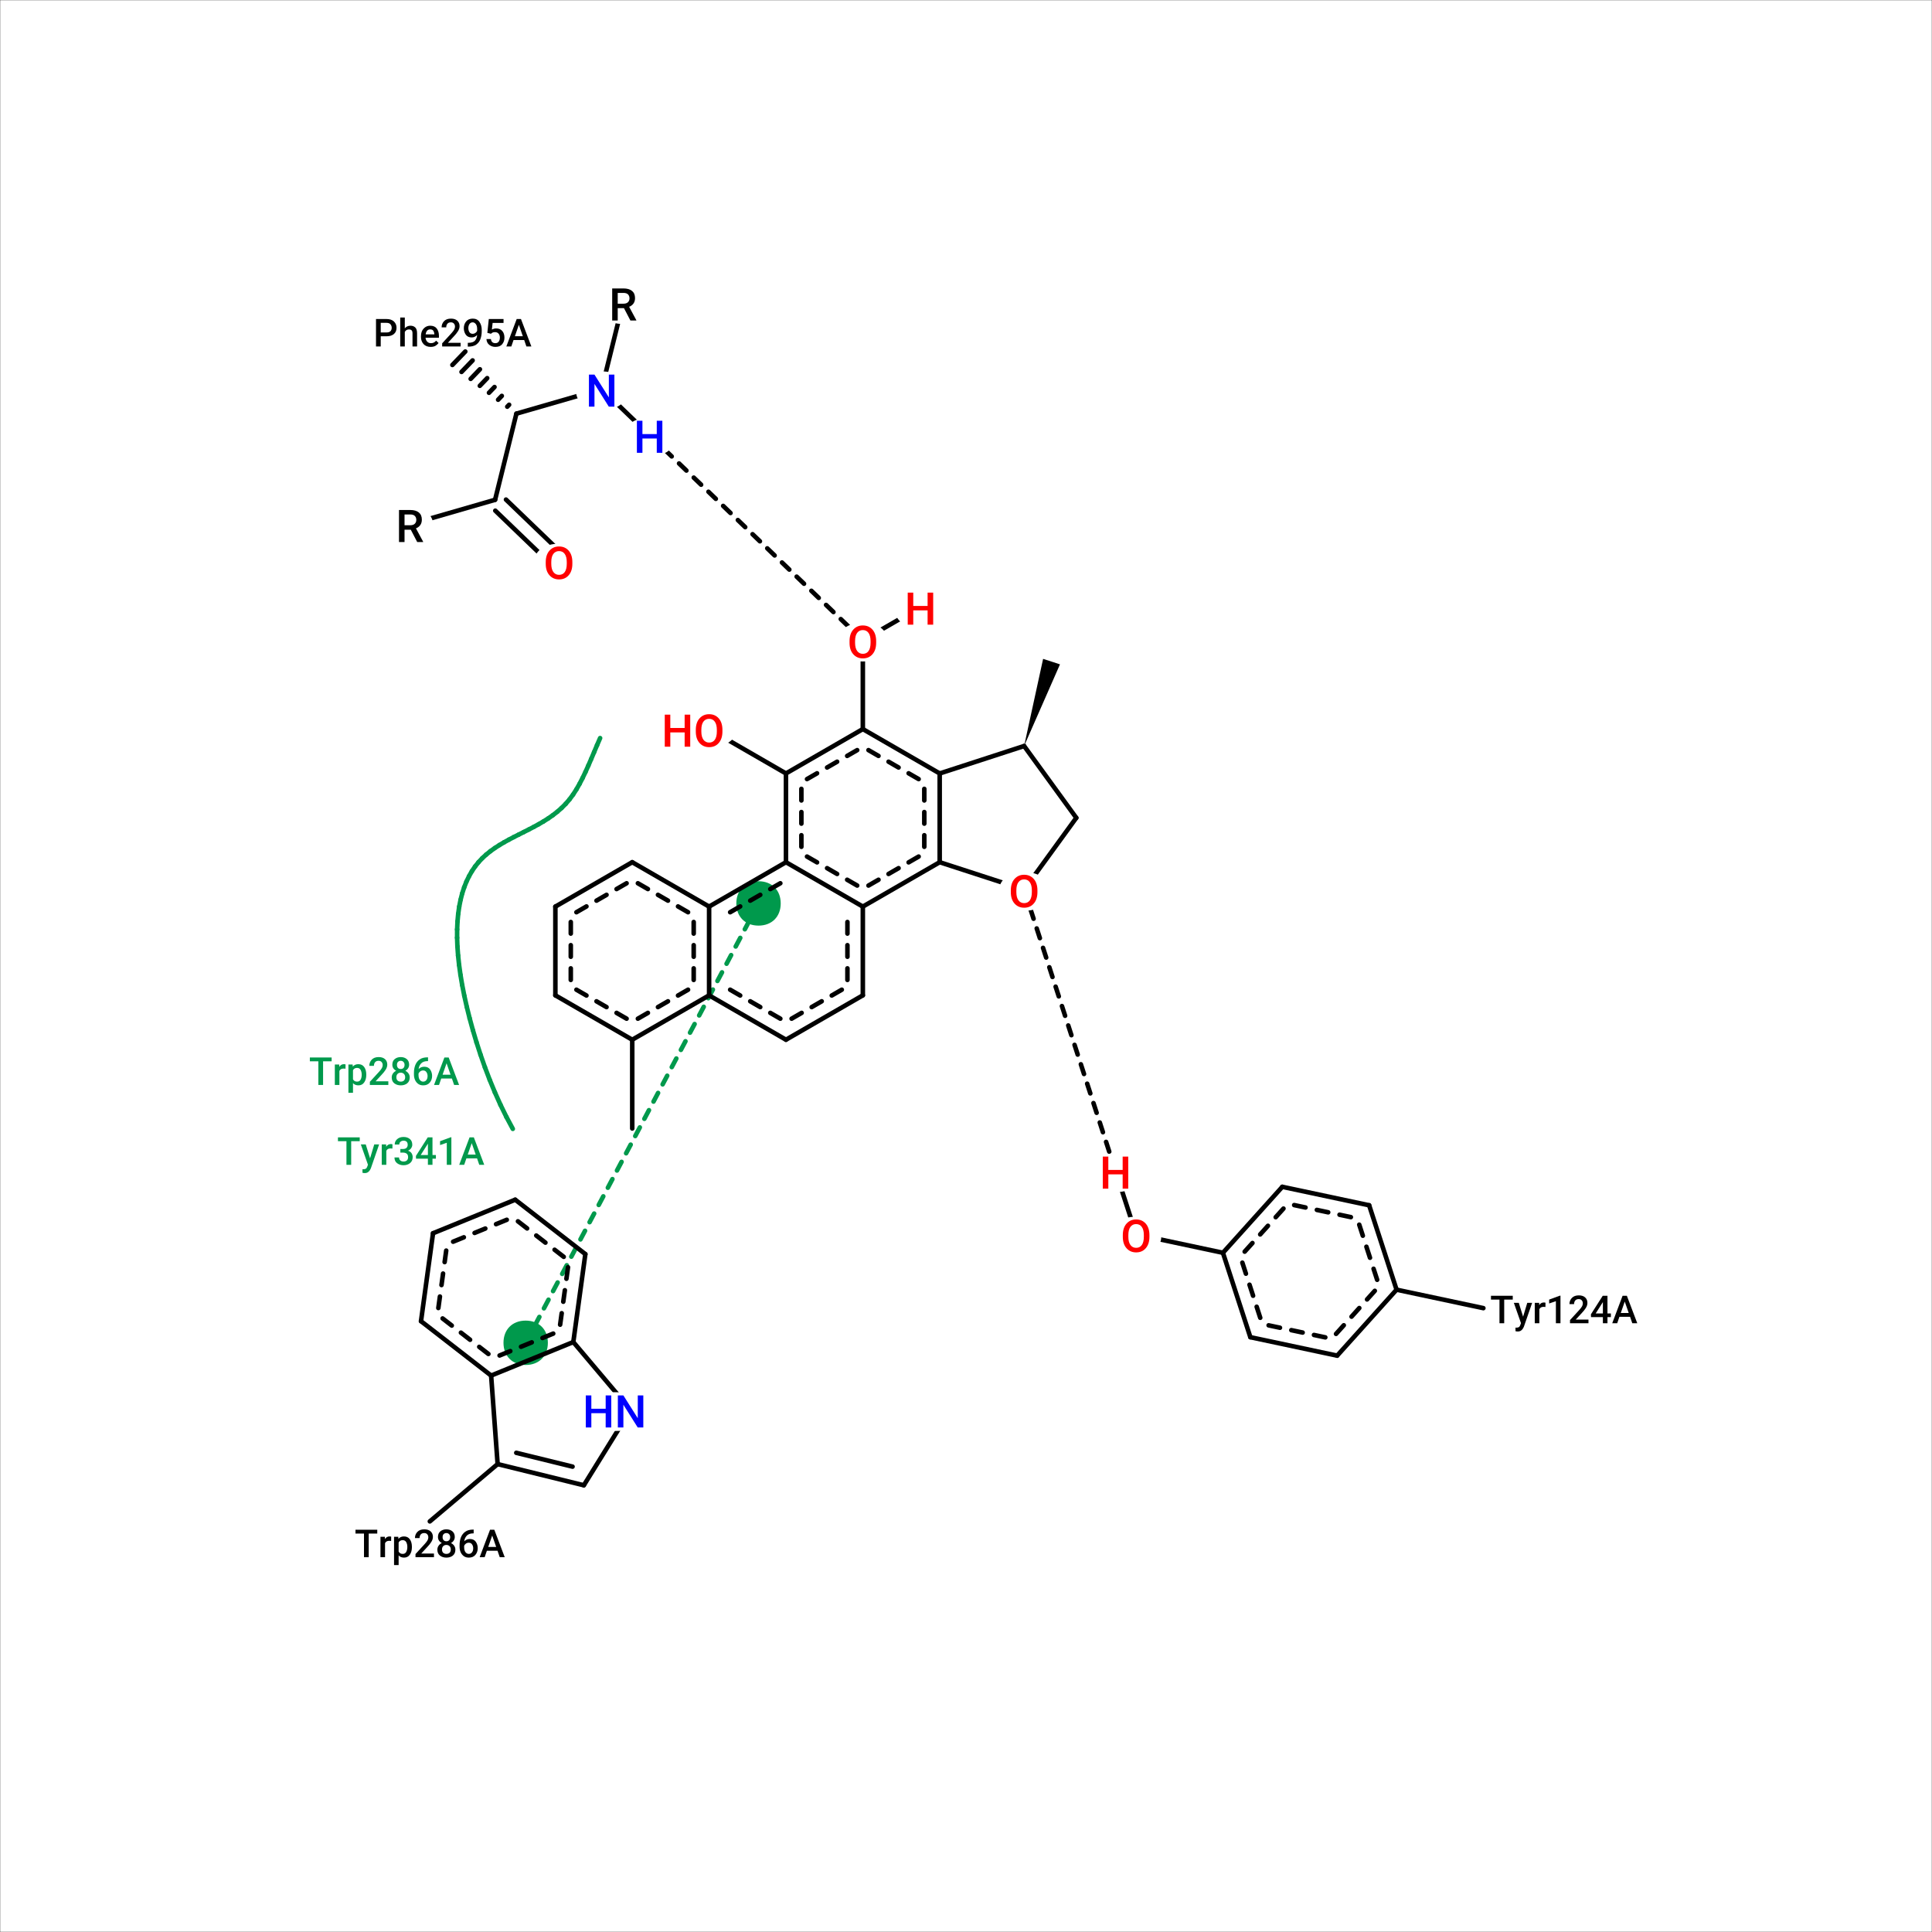 R
Phe295A
N
H
R
O
H
O
HO
O
Trp286A
Tyr341A
H
O
Tyr124A
HN
Trp286A